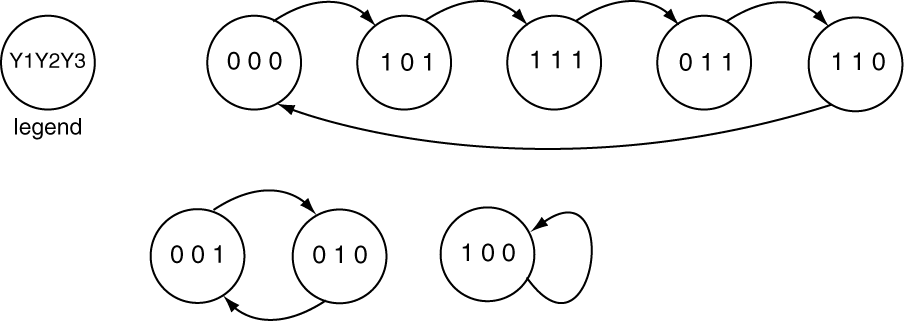 Y1Y2Y3
legend
0 0 0
1 0 1
1 1 1
0 1 1
1 1 0
0 0 1
0 1 0
1 0 0